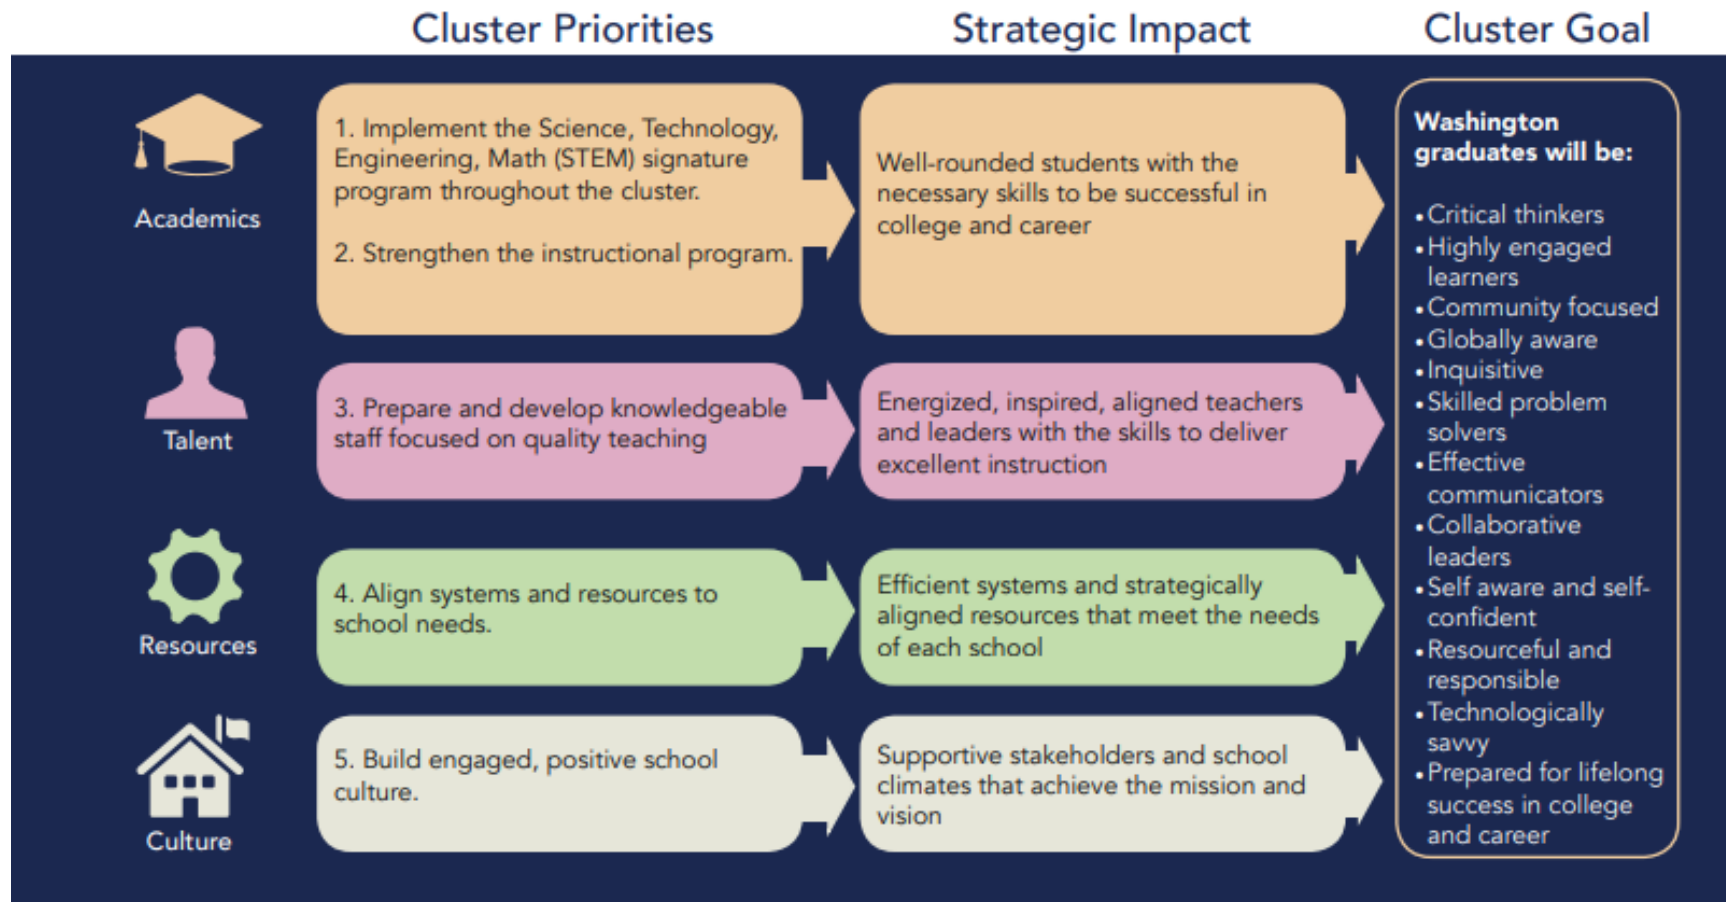 Cluster Priorities
Strategic Impact
Cluster Goal
Academics
1. Implement the Science, Technology,
Engineering, Math (STEM) signature
program throughout the cluster.
2. Strengthen the instructional program.
Well-rounded students with the
necessary skills to be successful in
college and career
Talent
3. Prepare and develop knowledgeable
staff focused on quality teaching
Energized, inspired, aligned teachers
and leaders with the skills to deliver
excellent instruction
Resources
4. Align systems and resources to
school needs.
Efficient systems and strategically
aligned resources that meet the needs
of each school
Culture
5. Build engaged, positive school
culture.
Supportive stakeholders and school
climates that achieve the mission and
vision
Washington
graduates will be:
•Critical thinkers
•Highly engaged
learners
•Community focused
•Globally aware
•Inquisitive
•Skilled problem
solvers
•Effective
communicators
•Collaborative
leaders
•Self aware and self-
confident
•Resourceful and
responsible
•Technologically
savvy
•Prepared for lifelong
success in college
and career